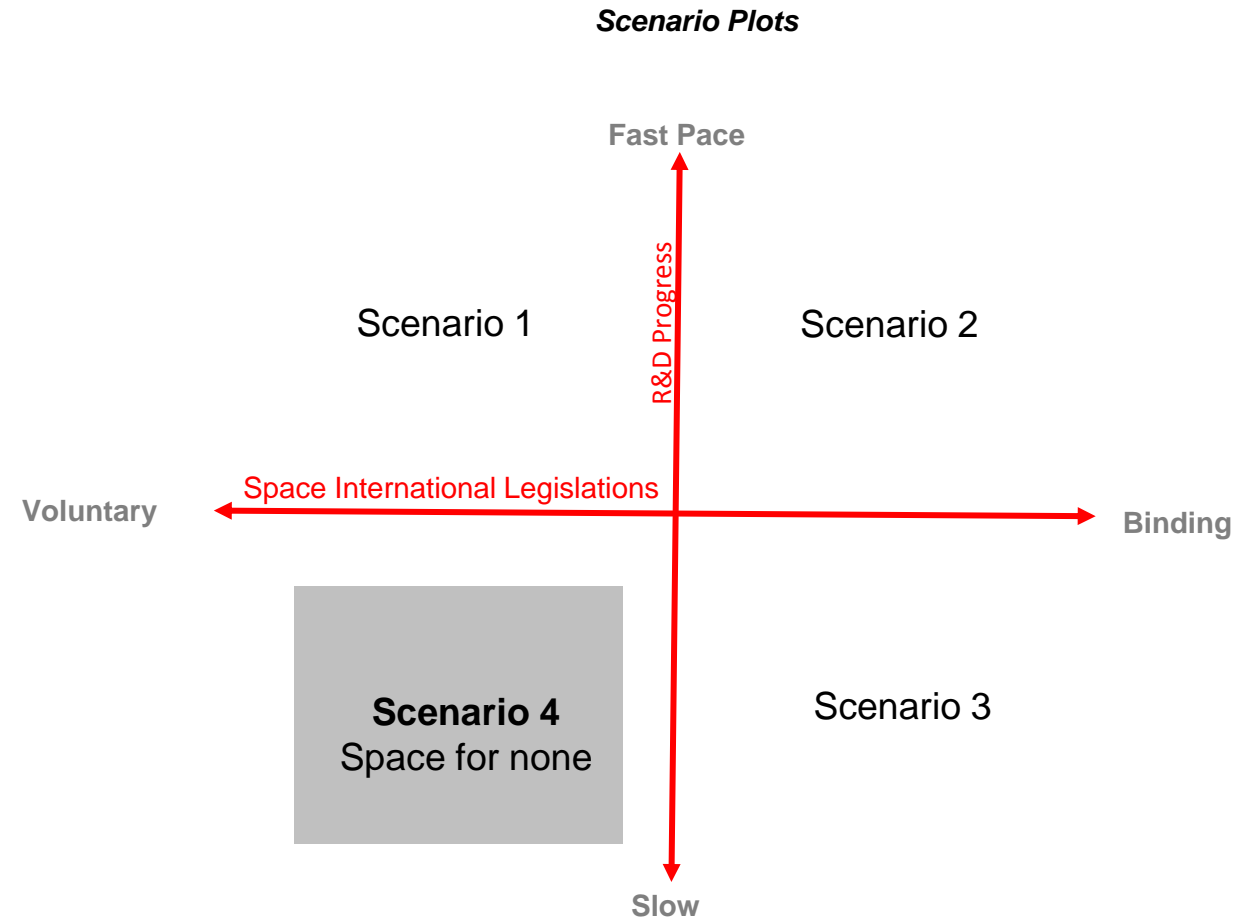 Scenario Plots
Fast Pace
R&D Progress
Scenario 1
Scenario 2
Space International Legislations
Voluntary
Binding
Scenario 4
Space for none
Scenario 3
Slow